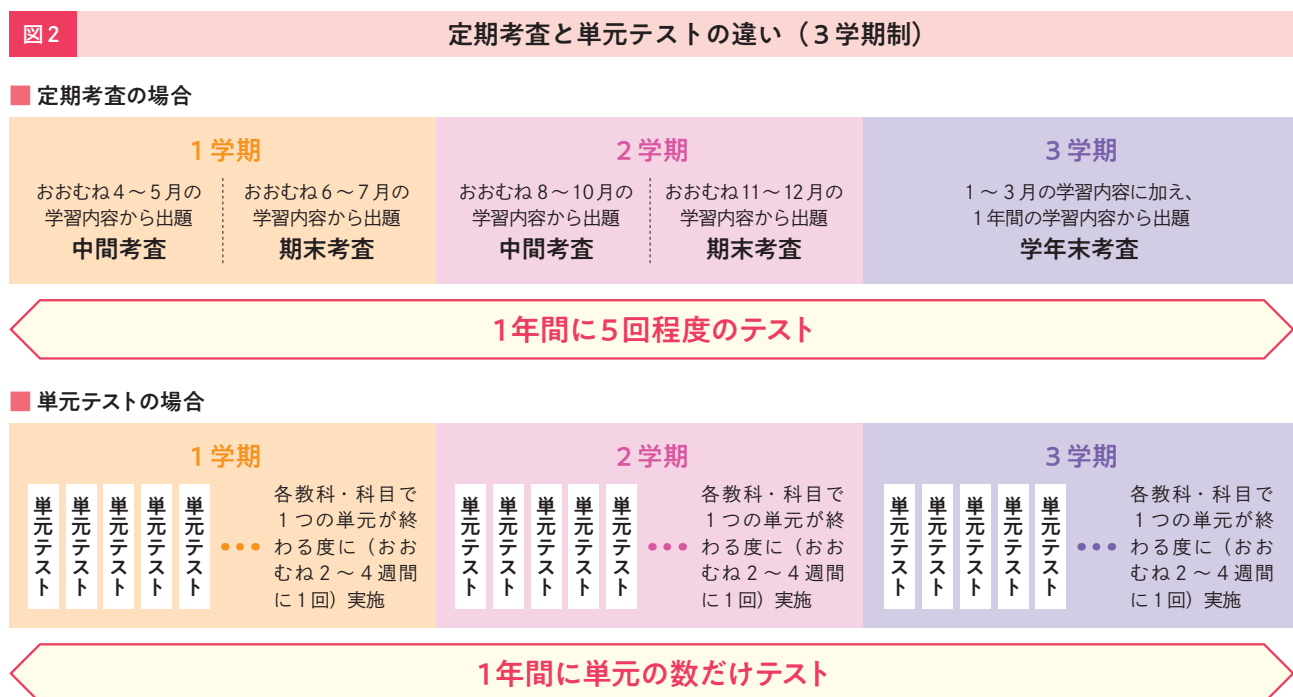 図2
定期考査と単元テストの違い（3学期制）
■ 定期考査の場合
1学期
おおむね4～5月の
学習内容から出題
中間考査
おおむね6～7月の
学習内容から出題
期末考査
2学期
おおむね8～10月の
学習内容から出題
中間考査
おおむね11～12月の
学習内容から出題
期末考査
3学期
1～3月の学習内容に加え、
1年間の学習内容から出題
学年末考査
1年間に5回程度のテスト
■ 単元テストの場合
1学期
単元テスト
単元テスト
単元テスト
単元テスト
単元テスト
•••
各教科・科目で
1つの単元が終
わる度に（おお
むね2～4週間
に1回）実施
2学期
単元テスト
単元テスト
単元テスト
単元テスト
単元テスト
•••
各教科・科目で
1つの単元が終
わる度に（おお
むね2～4週間
に1回）実施
3学期
単元テスト
単元テスト
単元テスト
単元テスト
単元テスト
•••
各教科・科目で
1つの単元が終
わる度に（おお
むね2～4週間
に1回）実施
1年間に単元の数だけテスト